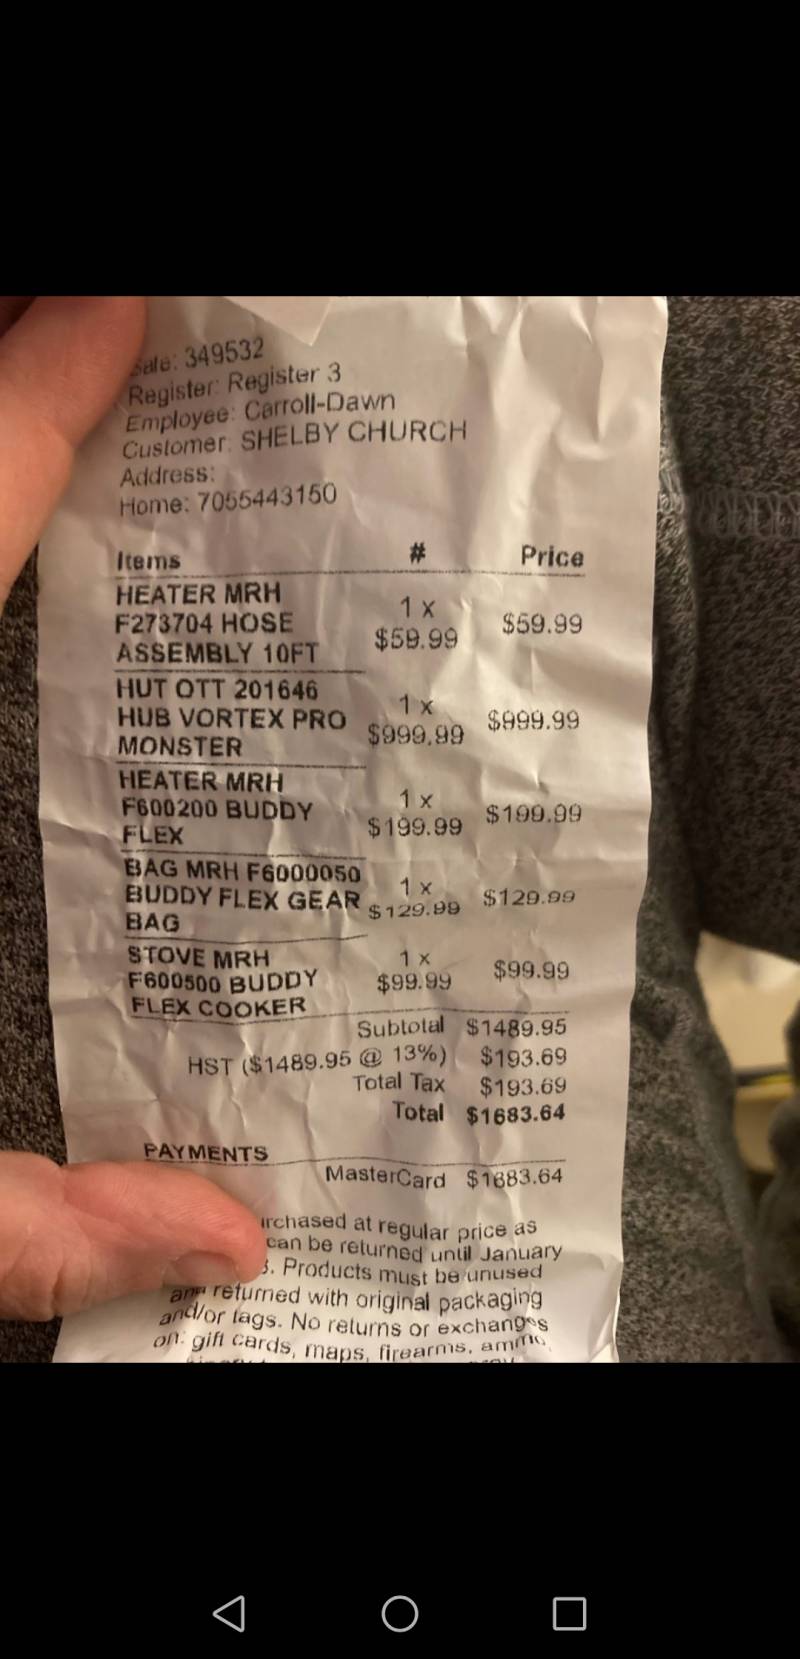 Sale: 349532
Register: Register 3
Employee: Carroll-Dawn
Customer: SHELBY CHURCH
Address:
Home: 7055443150
Items # Price
HEATER MRH
F273704 HOSE
ASSEMBLY 10FT
1 x
$59.99 $59.99
HUT OTT 201646
HUB VORTEX PRO
MONSTER
1 x
$999.99 $999.99
HEATER MRH
F600200 BUDDY
FLEX
1 x
$199.99 $199.99
BAG MRH F6000050
BUDDY FLEX GEAR
BAG
1 x
$129.99 $129.99
STOVE MRH
F600500 BUDDY
FLEX COOKER
1 x
$99.99 $99.99
Subtotal $1489.95
HST ($1489.95 @ 13%) $193.69
Total Tax $193.69
Total $1683.64
PAYMENTS
MasterCard $1683.64
at regular price as
can be returned until January
Products must be unused
and returned with original packaging
and/or tags. No returns or exchanges
on: gift cards, maps, firearms, ammo,